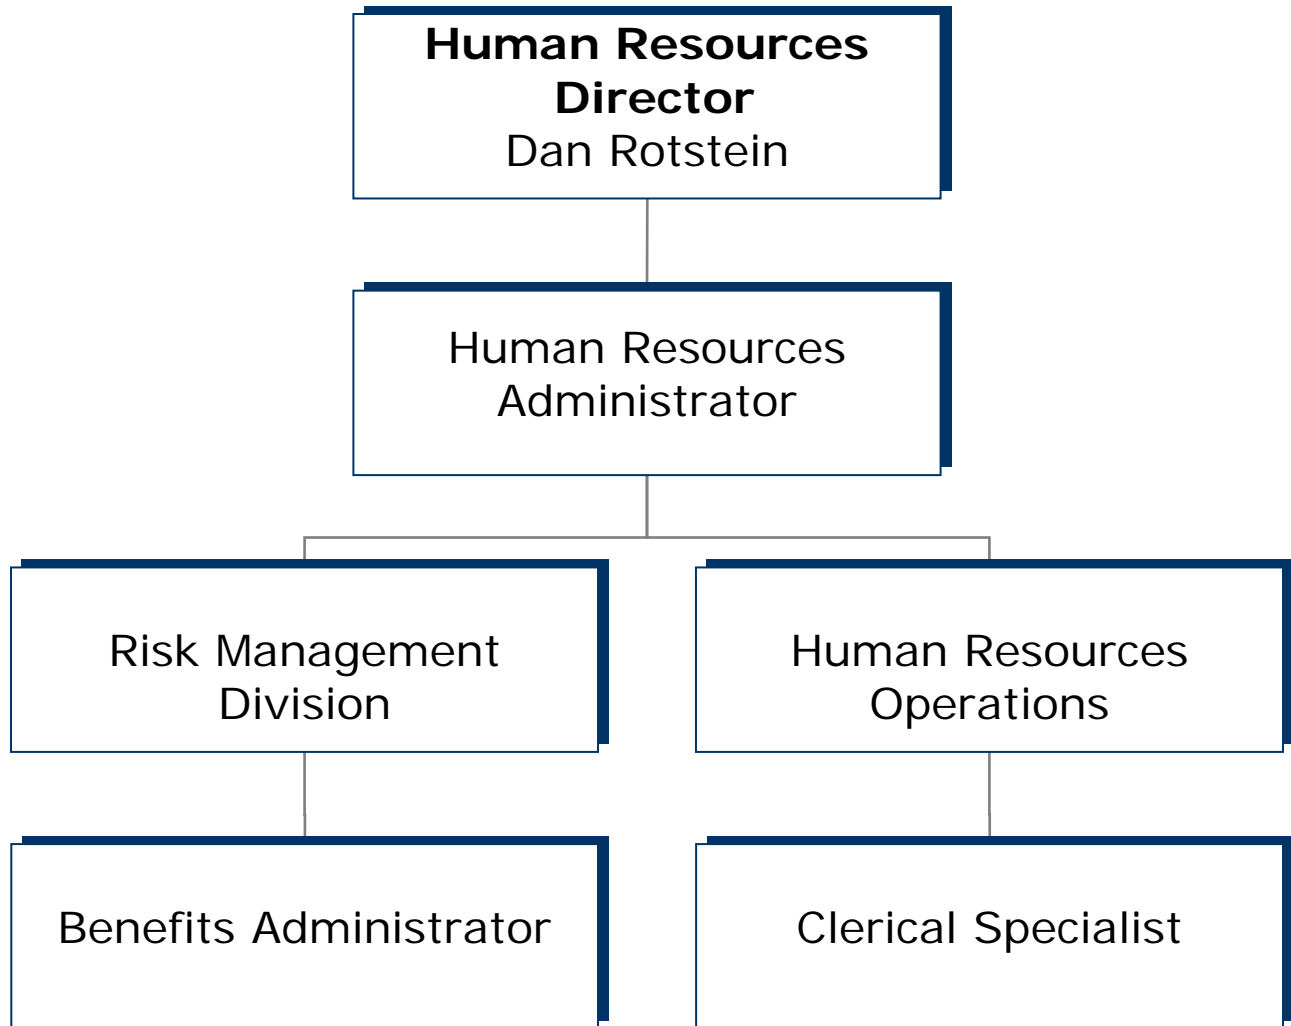 Human Resources
Director
Dan Rotstein
Human Resources
Administrator
Risk Management
Division
Human Resources
Operations
Benefits Administrator
Clerical Specialist